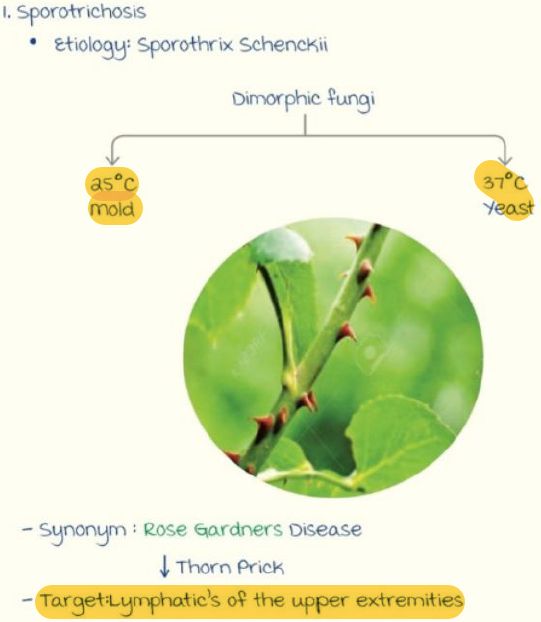 1. Sporotrichosis
• Etiology: Sporothrix Schenckii
Dimorphic fungi
25°C
mold
37°C
Yeast
- Synonym : Rose Gardners Disease
↓ Thorn Prick
- Target:Lymphatic's of the upper extremities